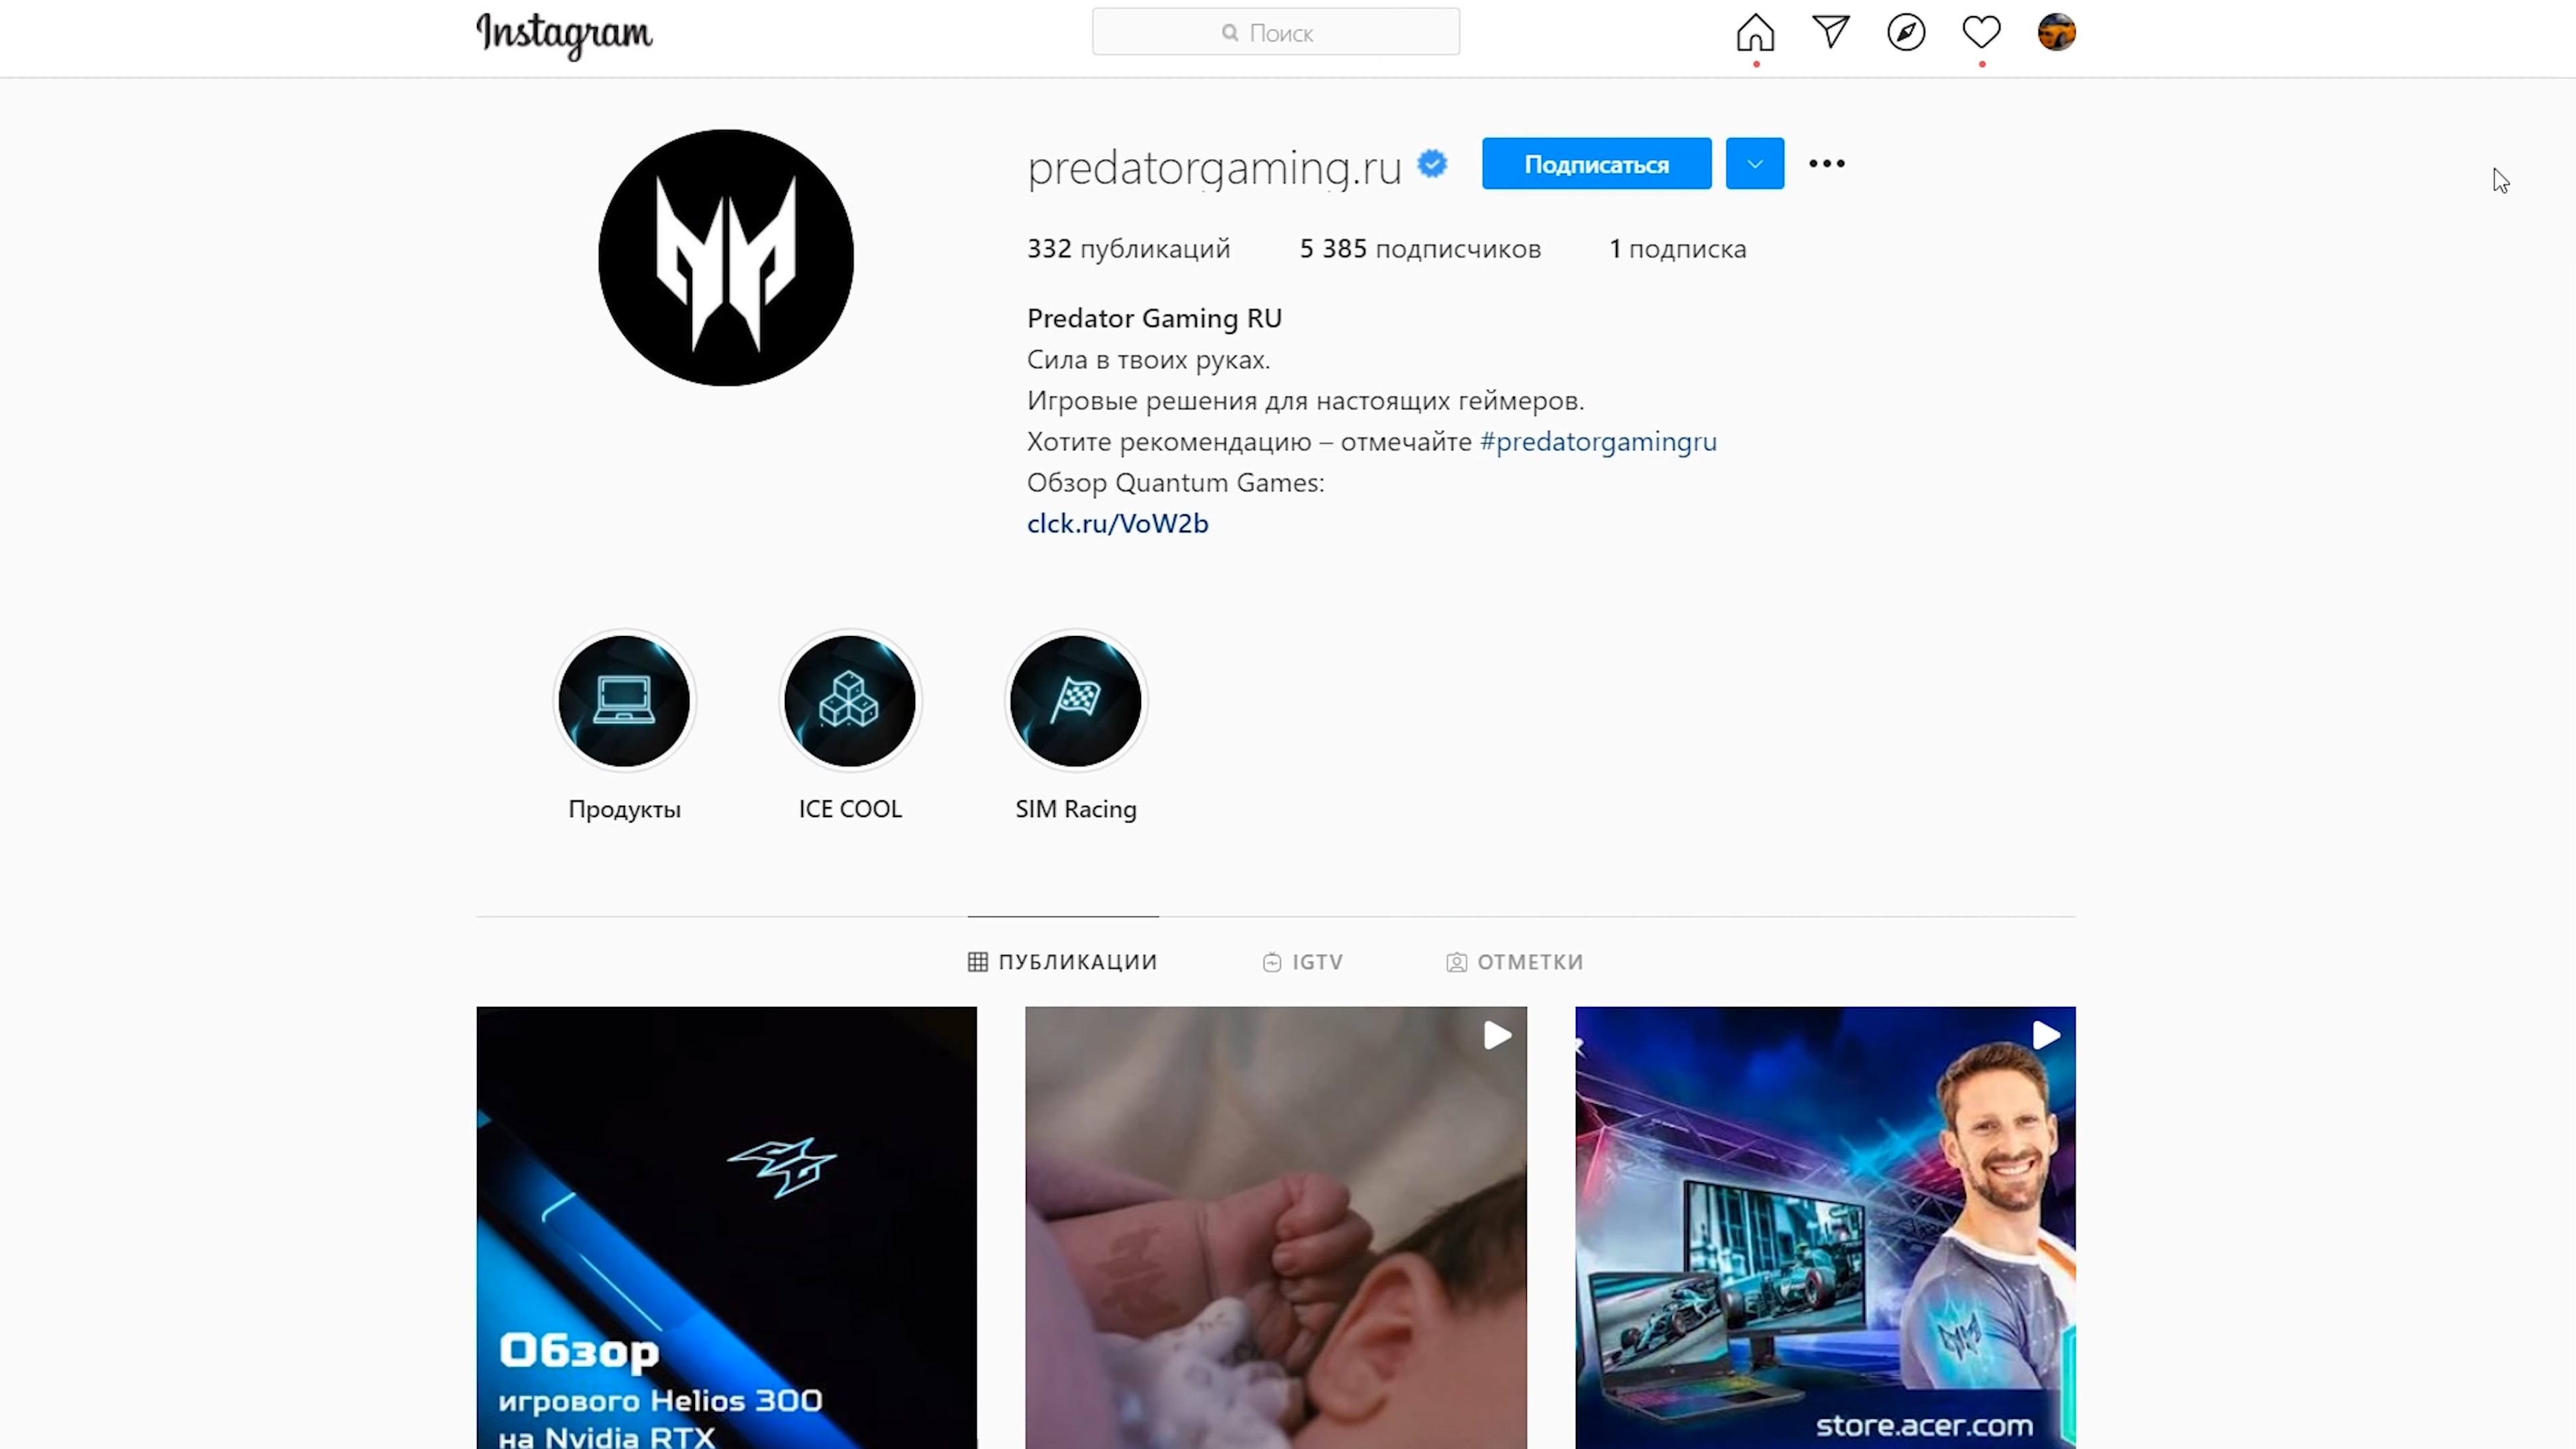 Instagram
Поиск
predatorgaming.ru
Подписаться
332 публикаций 5 385 подписчиков 1 подписка
Predator Gaming RU
Сила в твоих руках.
Игровые решения для настоящих геймеров.
Хотите рекомендацию – отмечайте #predatorgamingru
Обзор Quantum Games:
clck.ru/VoW2b
Продукты
ICE COOL
SIM Racing
ПУБЛИКАЦИИ
IGTV
ОТМЕТКИ
Обзор
игрового Helios 300
на Nvidia RTX
store.acer.com